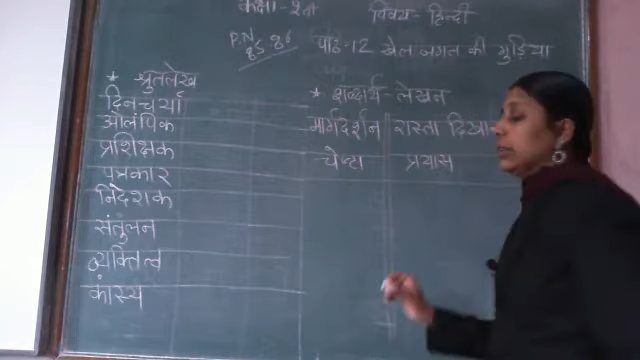 कक्षा-5वीं विषय-हिन्दी
P.N 85 86 पाठ-12 खेल जगत की गुड़िया
* श्रुतलेख
दिनचर्या
ओलंपिक
प्रशिक्षक
पत्रकार
निर्देशक
संतुलन
व्यक्तित्व
कांस्य
* शब्दार्थ-लेखन
मार्गदर्शन रास्ता दिखा
चेष्टा प्रयास